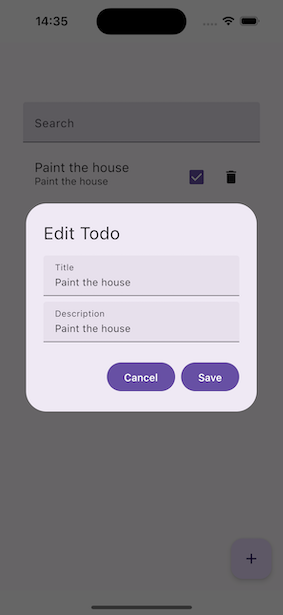 14:35
Search
Paint the house
Paint the house
Edit Todo
Title
Paint the house
Description
Paint the house
Cancel Save
+